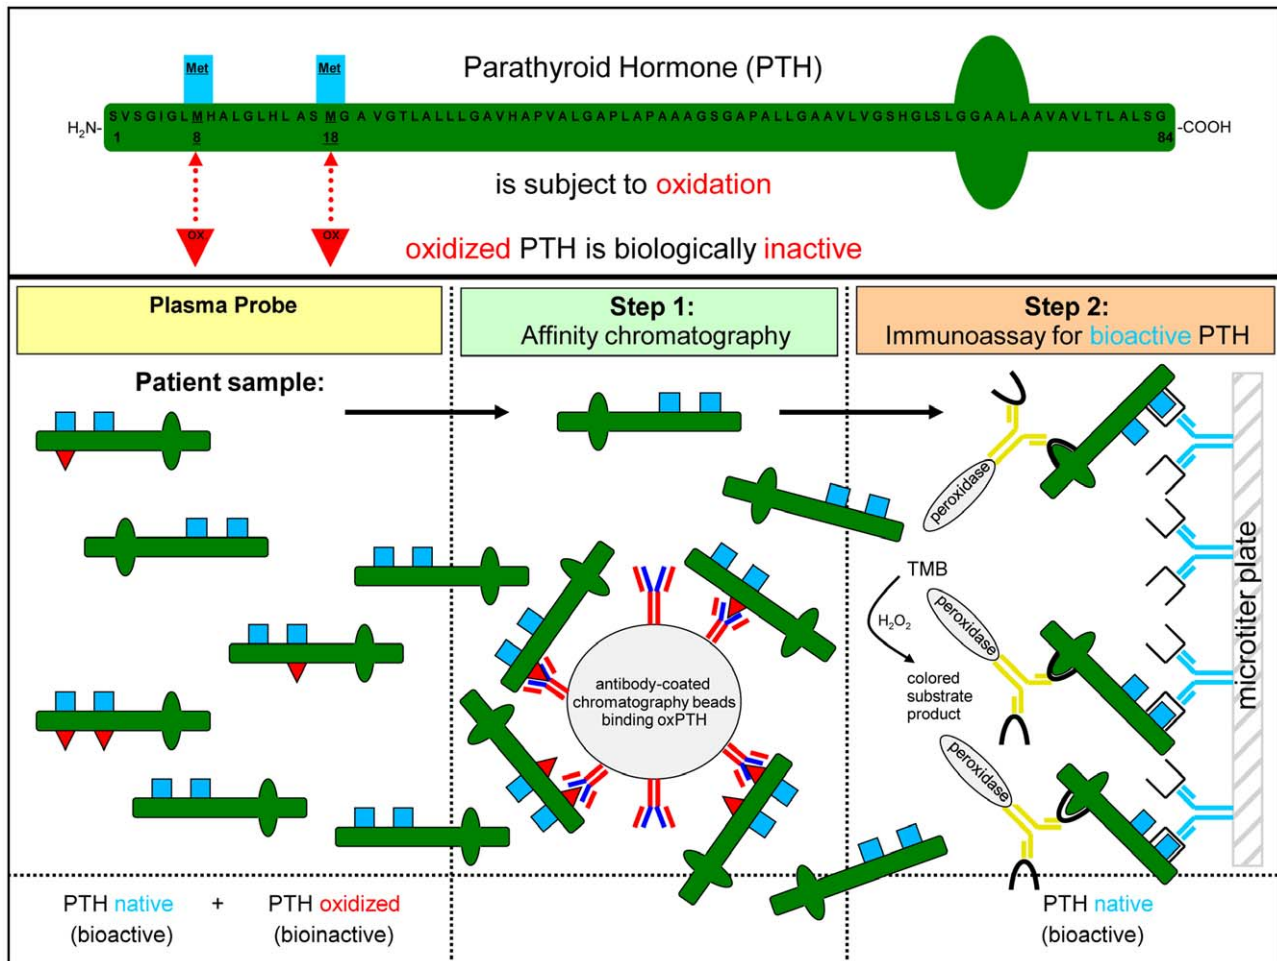 Met Met
Parathyroid Hormone (PTH)
H2N- SVSGIGLMHALGLHLASMGAVGTLALLLGAVHAPVALGAPLAPAAAGSGAPALLGAAVLVGSHGLSLGGAALAAVAVLTLALSG -COOH
1 8 18 84
is subject to oxidation
OX OX
oxidized PTH is biologically inactive
Plasma Probe
Patient sample:
PTH native + PTH oxidized
(bioactive) (bioinactive)
Step 1:
Affinity chromatography
antibody-coated
chromatography beads
binding oxPTH
Step 2:
Immunoassay for bioactive PTH
peroxidase
TMB
H2O2
colored
substrate
product
peroxidase
peroxidase
microtiter plate
PTH native
(bioactive)